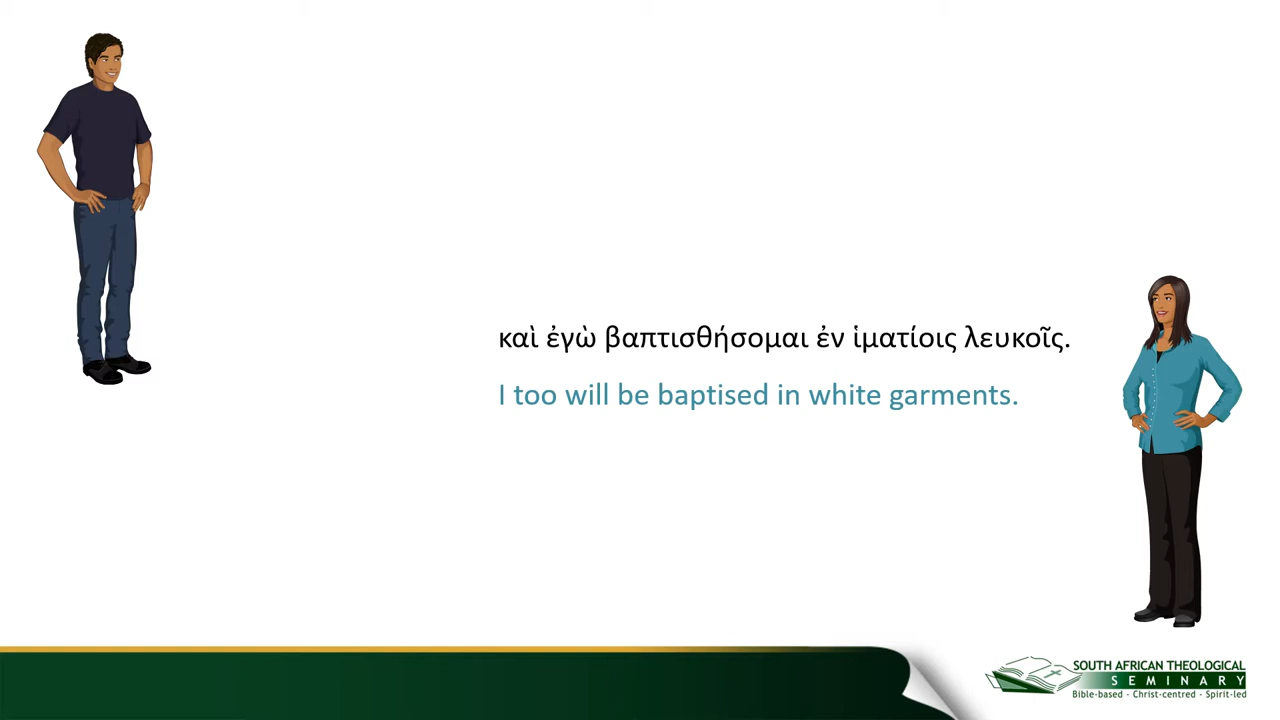 καὶ ἐγὼ βαπτισθήσομαι ἐν ἱματίοις λευκοῖς.
I too will be baptised in white garments.
SOUTH AFRICAN THEOLOGICAL
SEMINARY
Bible-based - Christ-centred - Spirit-led